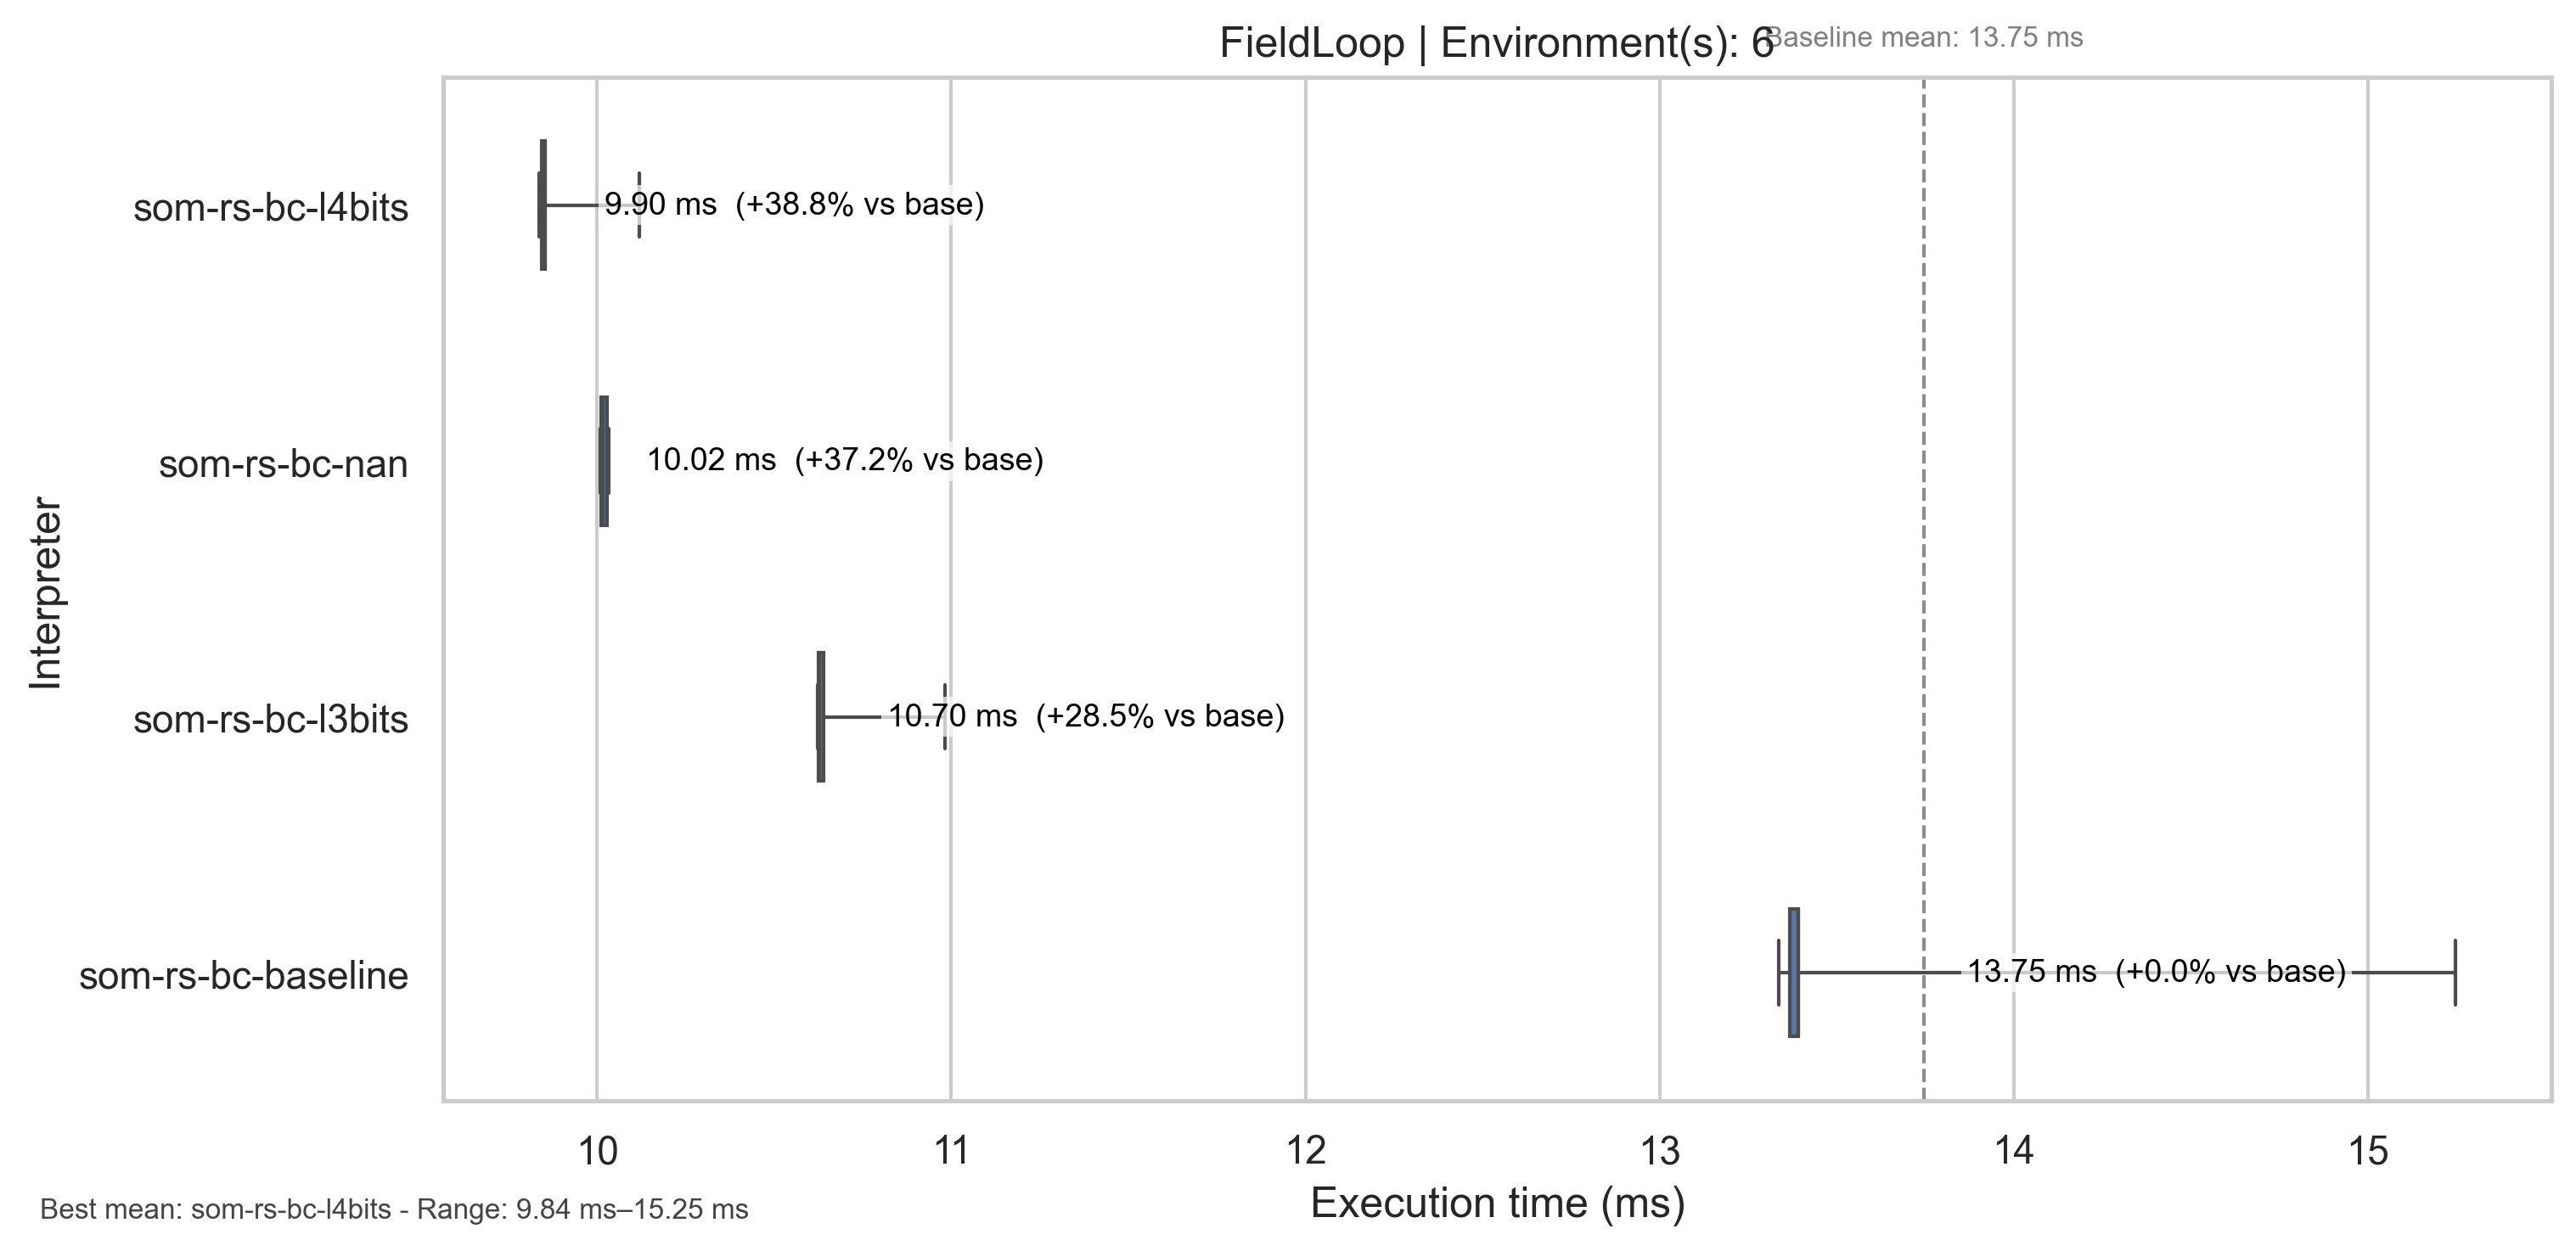 FieldLoop | Environment(s): 6
Baseline mean: 13.75 ms
som-rs-bc-l4bits
9.90 ms (+38.8% vs base)
som-rs-bc-nan
10.02 ms (+37.2% vs base)
Interpreter
som-rs-bc-l3bits
10.70 ms (+28.5% vs base)
som-rs-bc-baseline
13.75 ms (+0.0% vs base)
10 11 12 13 14 15
Execution time (ms)
Best mean: som-rs-bc-l4bits - Range: 9.84 ms–15.25 ms